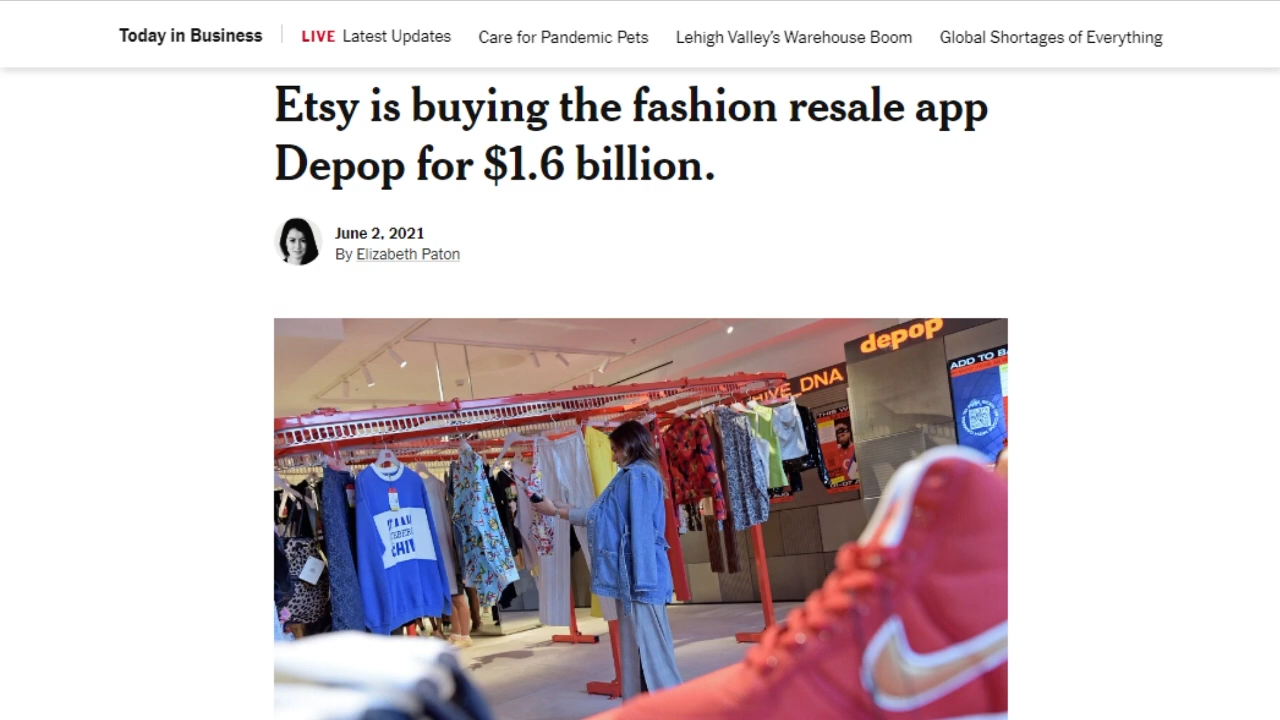 Today in Business
LIVE Latest Updates
Care for Pandemic Pets
Lehigh Valley’s Warehouse Boom
Global Shortages of Everything
Etsy is buying the fashion resale app
Depop for $1.6 billion.
June 2, 2021
By Elizabeth Paton
depop
ADD TO
DNA